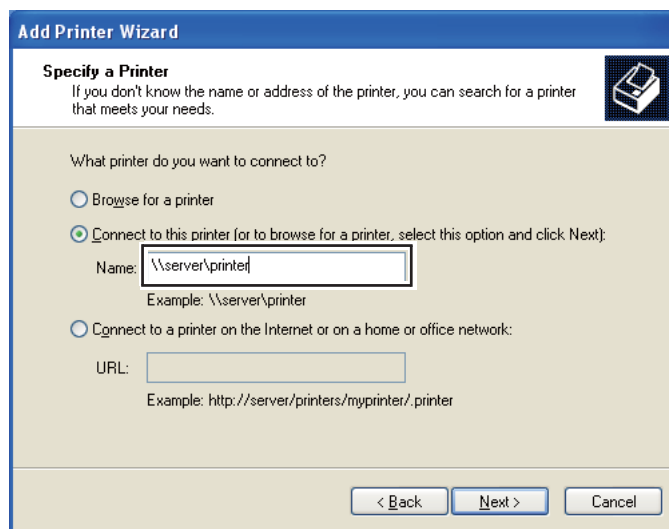 Add Printer Wizard
Specify a Printer
If you don't know the name or address of the printer, you can search for a printer
that meets your needs.
What printer do you want to connect to?
Browse for a printer
Connect to this printer (or to browse for a printer, select this option and click Next):
Name: \\server\printer
Example: \\server\printer
Connect to a printer on the Internet or on a home or office network:
URL:
Example: http://server/printers/myprinter/.printer
< Back Next > Cancel